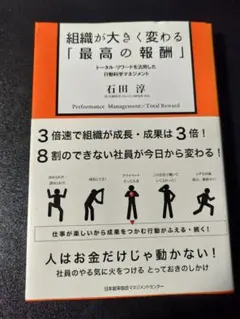 組織が大きく変わる
「最高の報酬」
トータル・リワードを活用した
行動科学マネジメント
石田 淳
Performance Management/Total Reward
3倍速で組織が成長・成果は3倍！
8割のできない社員が今日から変わる！
仕事が楽しいから成果をつかむ行動がふえる・続く！
人はお金だけじゃ動かない！
社員のやる気に火をつける とっておきのしかけ
日本能率協会マネジメントセンター